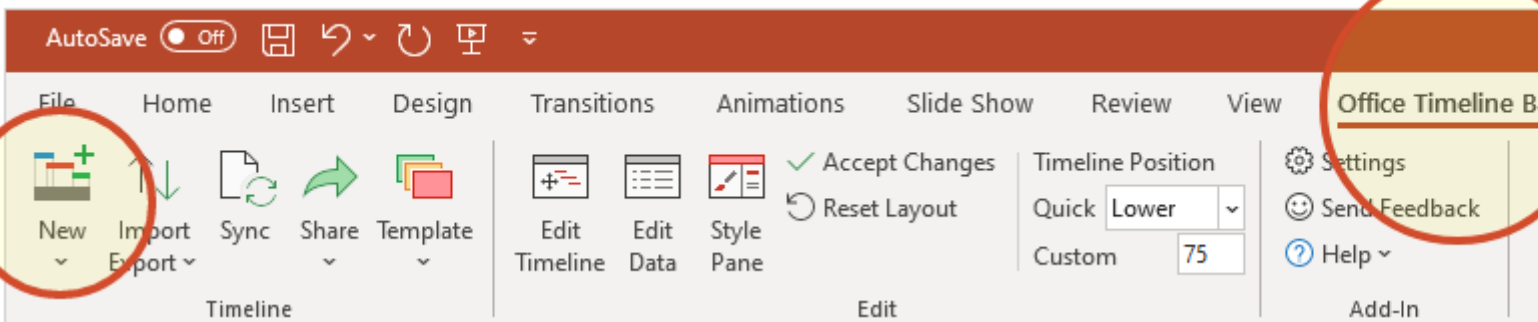 AutoSave Off
File Home Insert Design Transitions Animations Slide Show Review View Office Timeline B
New
Import
Export
Sync
Share
Template
Timeline
Edit
Timeline
Edit
Data
Style
Pane
Accept Changes
Reset Layout
Timeline Position
Quick Lower
Custom 75
Edit
Settings
Send Feedback
Help
Add-In